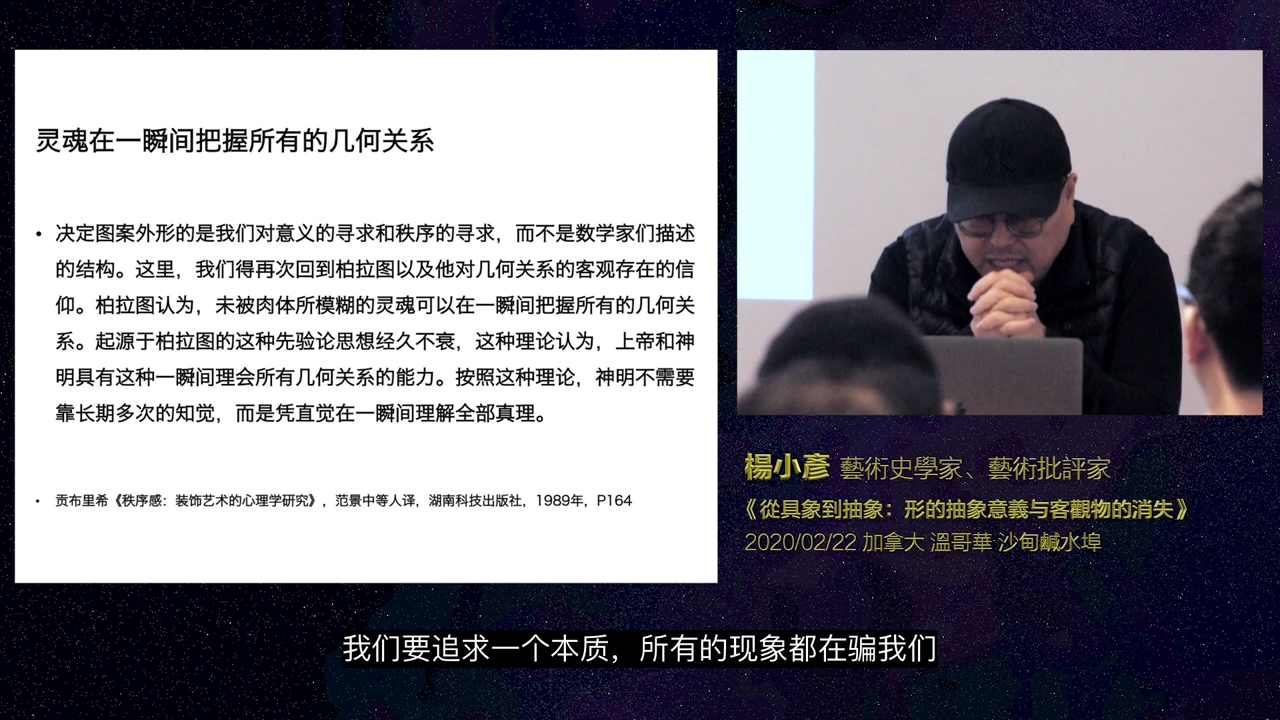 灵魂在一瞬间把握所有的几何关系
• 决定图案外形的是我们对意义的寻求和秩序的寻求，而不是数学家们描述
的结构。这里，我们得再次回到柏拉图以及他对几何关系的客观存在的信
仰。柏拉图认为，未被肉体所模糊的灵魂可以在一瞬间把握所有的几何关
系。起源于柏拉图的这种先验论思想经久不衰，这种理论认为，上帝和神
明具有这种一瞬间理会所有几何关系的能力。按照这种理论，神明不需要
靠长期多次的知觉，而是凭直觉在一瞬间理解全部真理。
• 贡布里希《秩序感：装饰艺术的心理学研究》，范景中等人译，湖南科技出版社，1989年，P164
楊小彥 藝術史學家、藝術批評家
《從具象到抽象：形的抽象意義与客觀物的消失》
2020/02/22 加拿大 溫哥華 沙甸鹹水埠
我们要追求一个本质，所有的现象都在骗我们